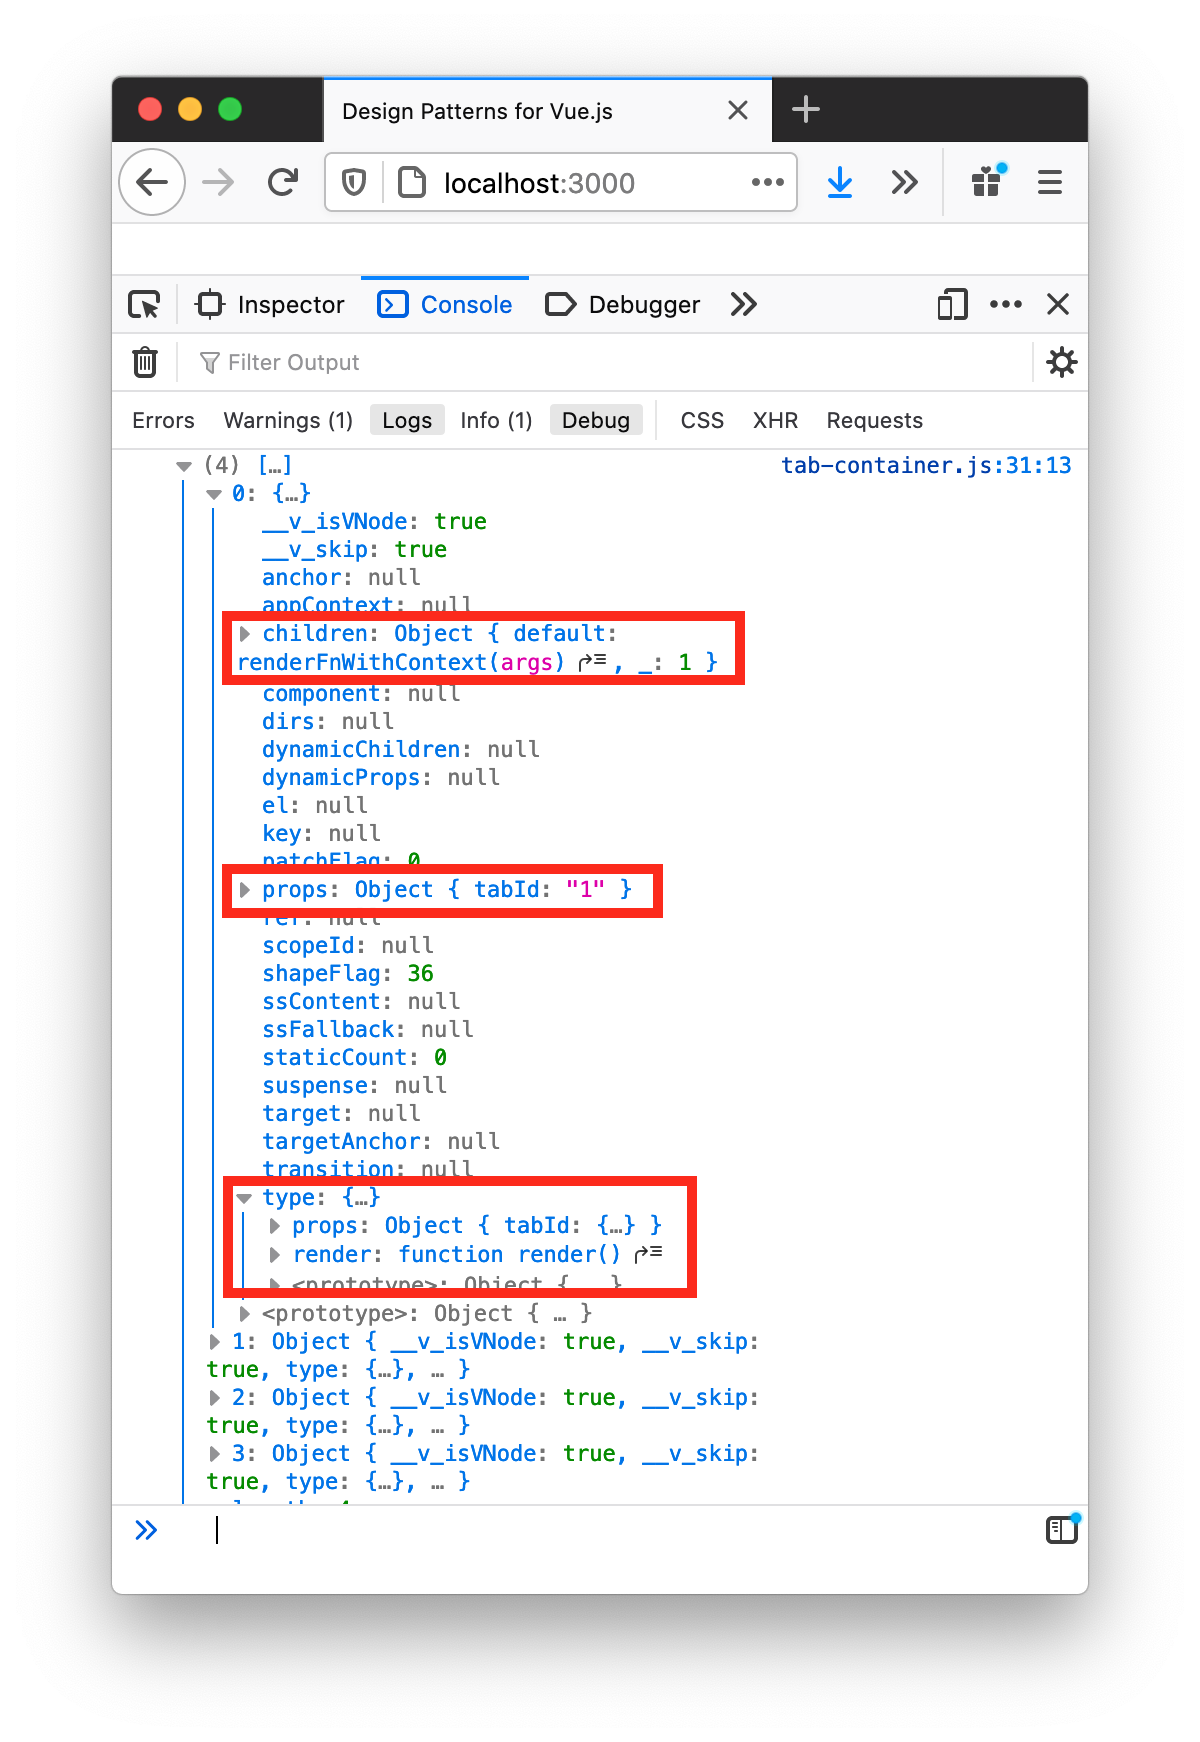 Design Patterns for Vue.js
localhost:3000
Inspector Console Debugger
Filter Output
Errors Warnings (1) Logs Info (1) Debug CSS XHR Requests
(4) […] tab-container.js:31:13
0: {…}
__v_isVNode: true
__v_skip: true
anchor: null
appContext: null
children: Object { default:
renderFnWithContext(args) , _: 1 }
component: null
dirs: null
dynamicChildren: null
dynamicProps: null
el: null
key: null
patchFlag: 0
props: Object { tabId: "1" }
ref: null
scopeId: null
shapeFlag: 36
ssContent: null
ssFallback: null
staticCount: 0
suspense: null
target: null
targetAnchor: null
transition: null
type: {…}
props: Object { tabId: {…} }
render: function render()
<prototype>: Object { … }
<prototype>: Object { … }
1: Object { __v_isVNode: true, __v_skip:
true, type: {…}, … }
2: Object { __v_isVNode: true, __v_skip:
true, type: {…}, … }
3: Object { __v_isVNode: true, __v_skip:
true, type: {…}, … }